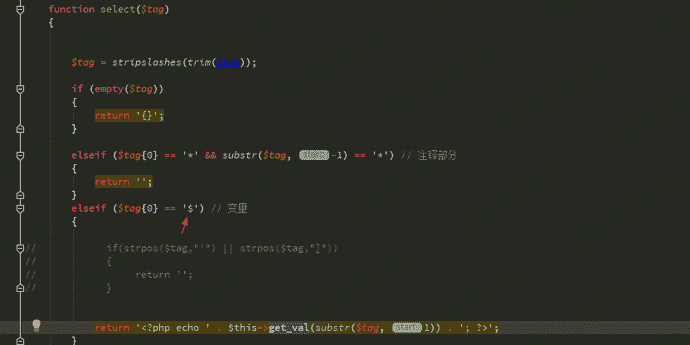 function select($tag)
{
$tag = stripslashes(trim($tag));
if (empty($tag))
{
return '{}';
}
elseif ($tag{0} == '*' && substr($tag, start: -1) == '*') // 注释部分
{
return '';
}
elseif ($tag{0} == '$') // 变量
{
// if(strpos($tag,"'") || strpos($tag,"]"))
// {
// return '';
// }
return '<?php echo ' . $this->get_val(substr($tag, start: 1)) . '; ?>';
}